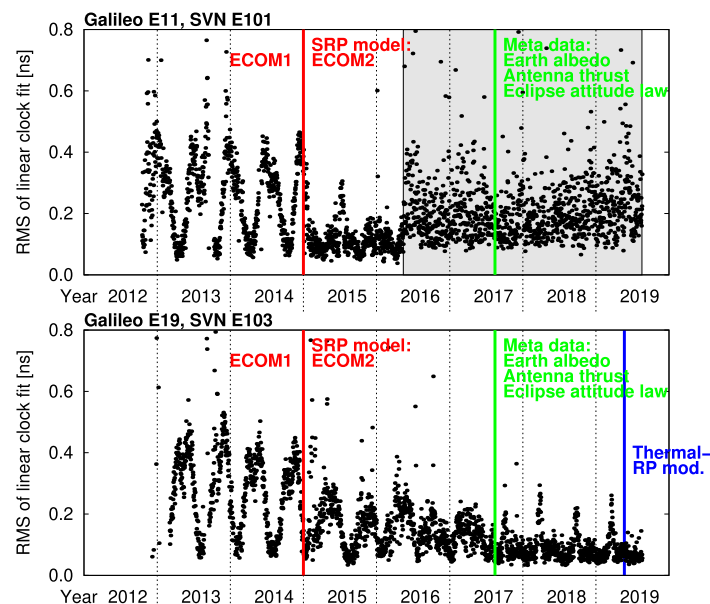 Galileo E11, SVN E101
0.8
SRP model:
Meta data:
ECOM1
ECOM2
Earth albedo
Antenna thrust
Eclipse attitude law
0.6
0.4
0.2
0.0
RMS of linear clock fit [ns]
Year 2012 2013 2014 2015 2016 2017 2018 2019
Galileo E19, SVN E103
0.8
SRP model:
Meta data:
ECOM1
ECOM2
Earth albedo
Antenna thrust
Eclipse attitude law
0.6
0.4
Thermal-
RP mod.
0.2
0.0
RMS of linear clock fit [ns]
Year 2012 2013 2014 2015 2016 2017 2018 2019